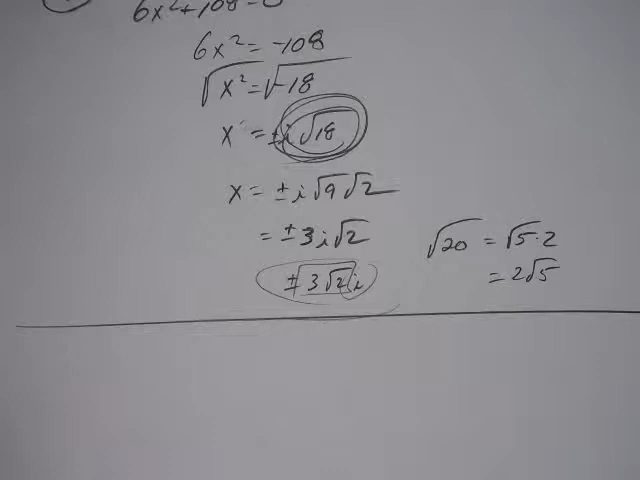 6x²+108=0
6x² = -108
√x² = √-18
x = ±i√18
x = ±i√9√2
= ±3i√2
±3√2i
√20 = √5·2
= 2√5